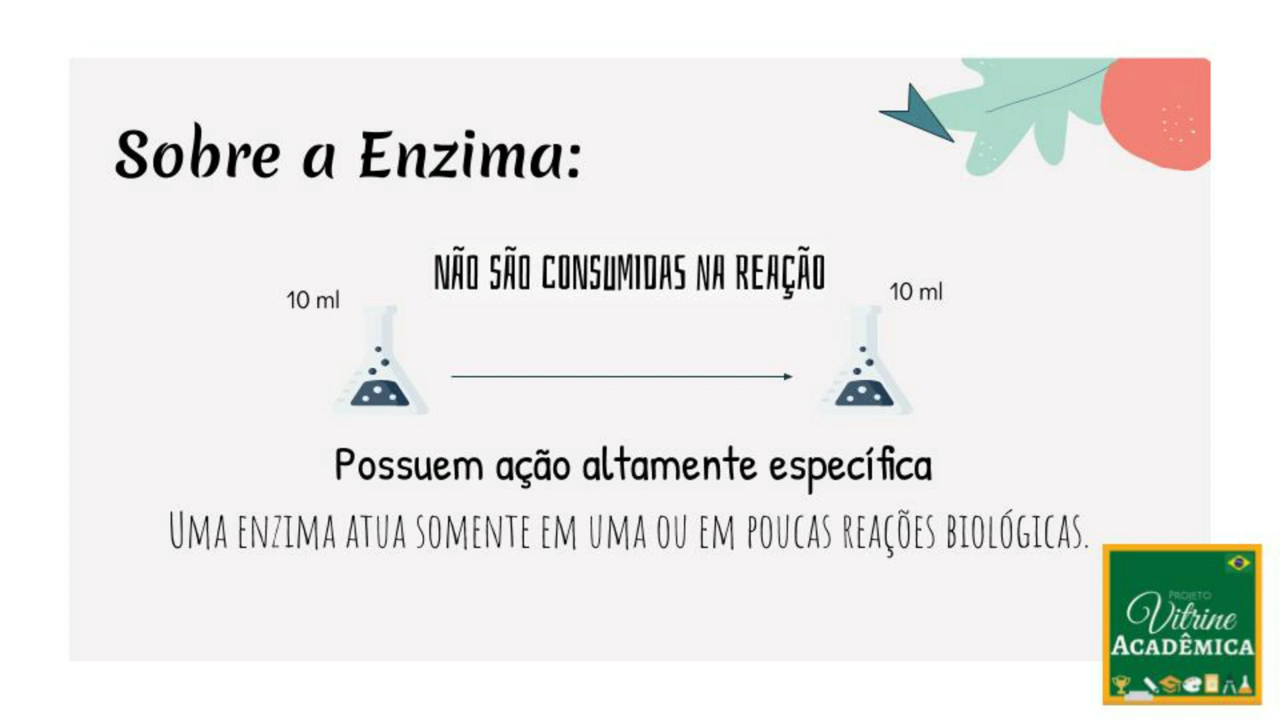 Sobre a Enzima:
NÃO SÃO CONSUMIDAS NA REAÇÃO
10 ml
10 ml
Possuem ação altamente específica
UMA ENZIMA ATUA SOMENTE EM UMA OU EM POUCAS REAÇÕES BIOLÓGICAS.
PROJETO
Vitrine
ACADÊMICA